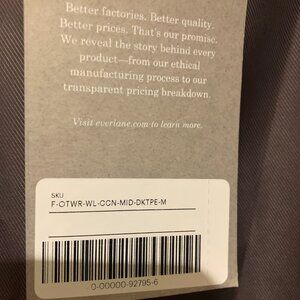 Better factories. Better quality.
Better prices. That's our promise.
We reveal the story behind every
product—from our ethical
manufacturing process to our
transparent pricing breakdown.
Visit everlane.com to learn more.
SKU
F-OTWR-WL-CCN-MID-DKTPE-M
0-00000-92795-6